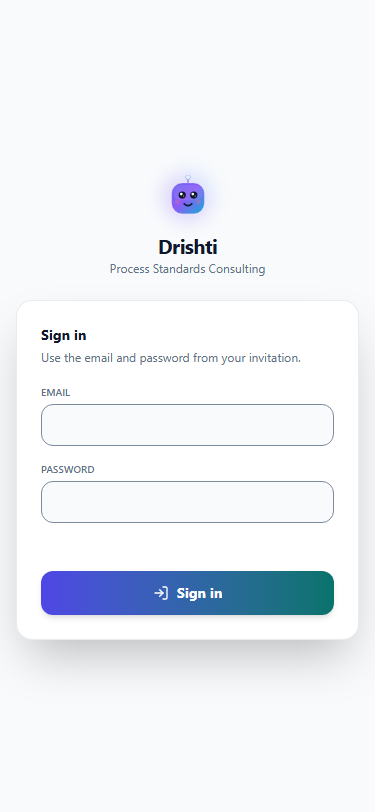 Drishti
Process Standards Consulting
Sign in
Use the email and password from your invitation.
EMAIL
PASSWORD
Sign in